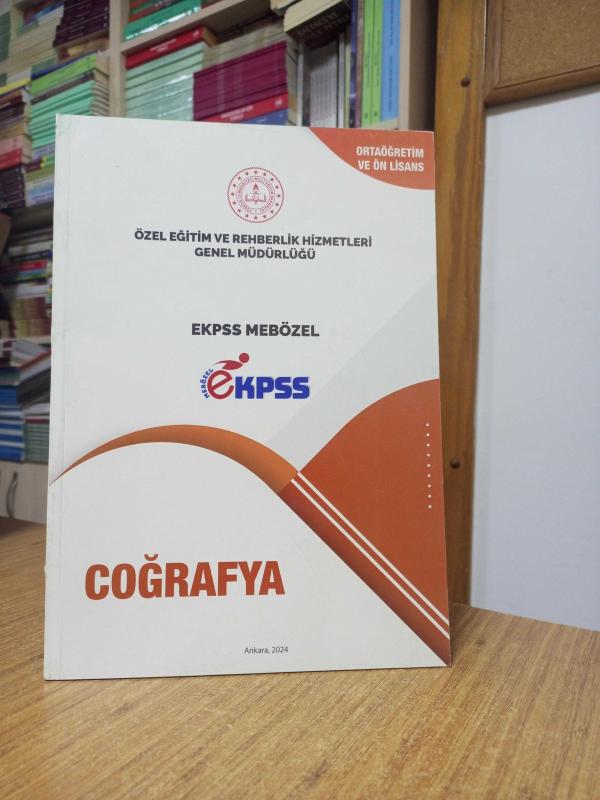 ORTAÖĞRETİM
VE ÖN LİSANS
ÖZEL EĞİTİM VE REHBERLİK HİZMETLERİ
GENEL MÜDÜRLÜĞÜ
EKPSS MEBÖZEL
MEBÖZEL
eKPSS
COĞRAFYA
Ankara, 2024